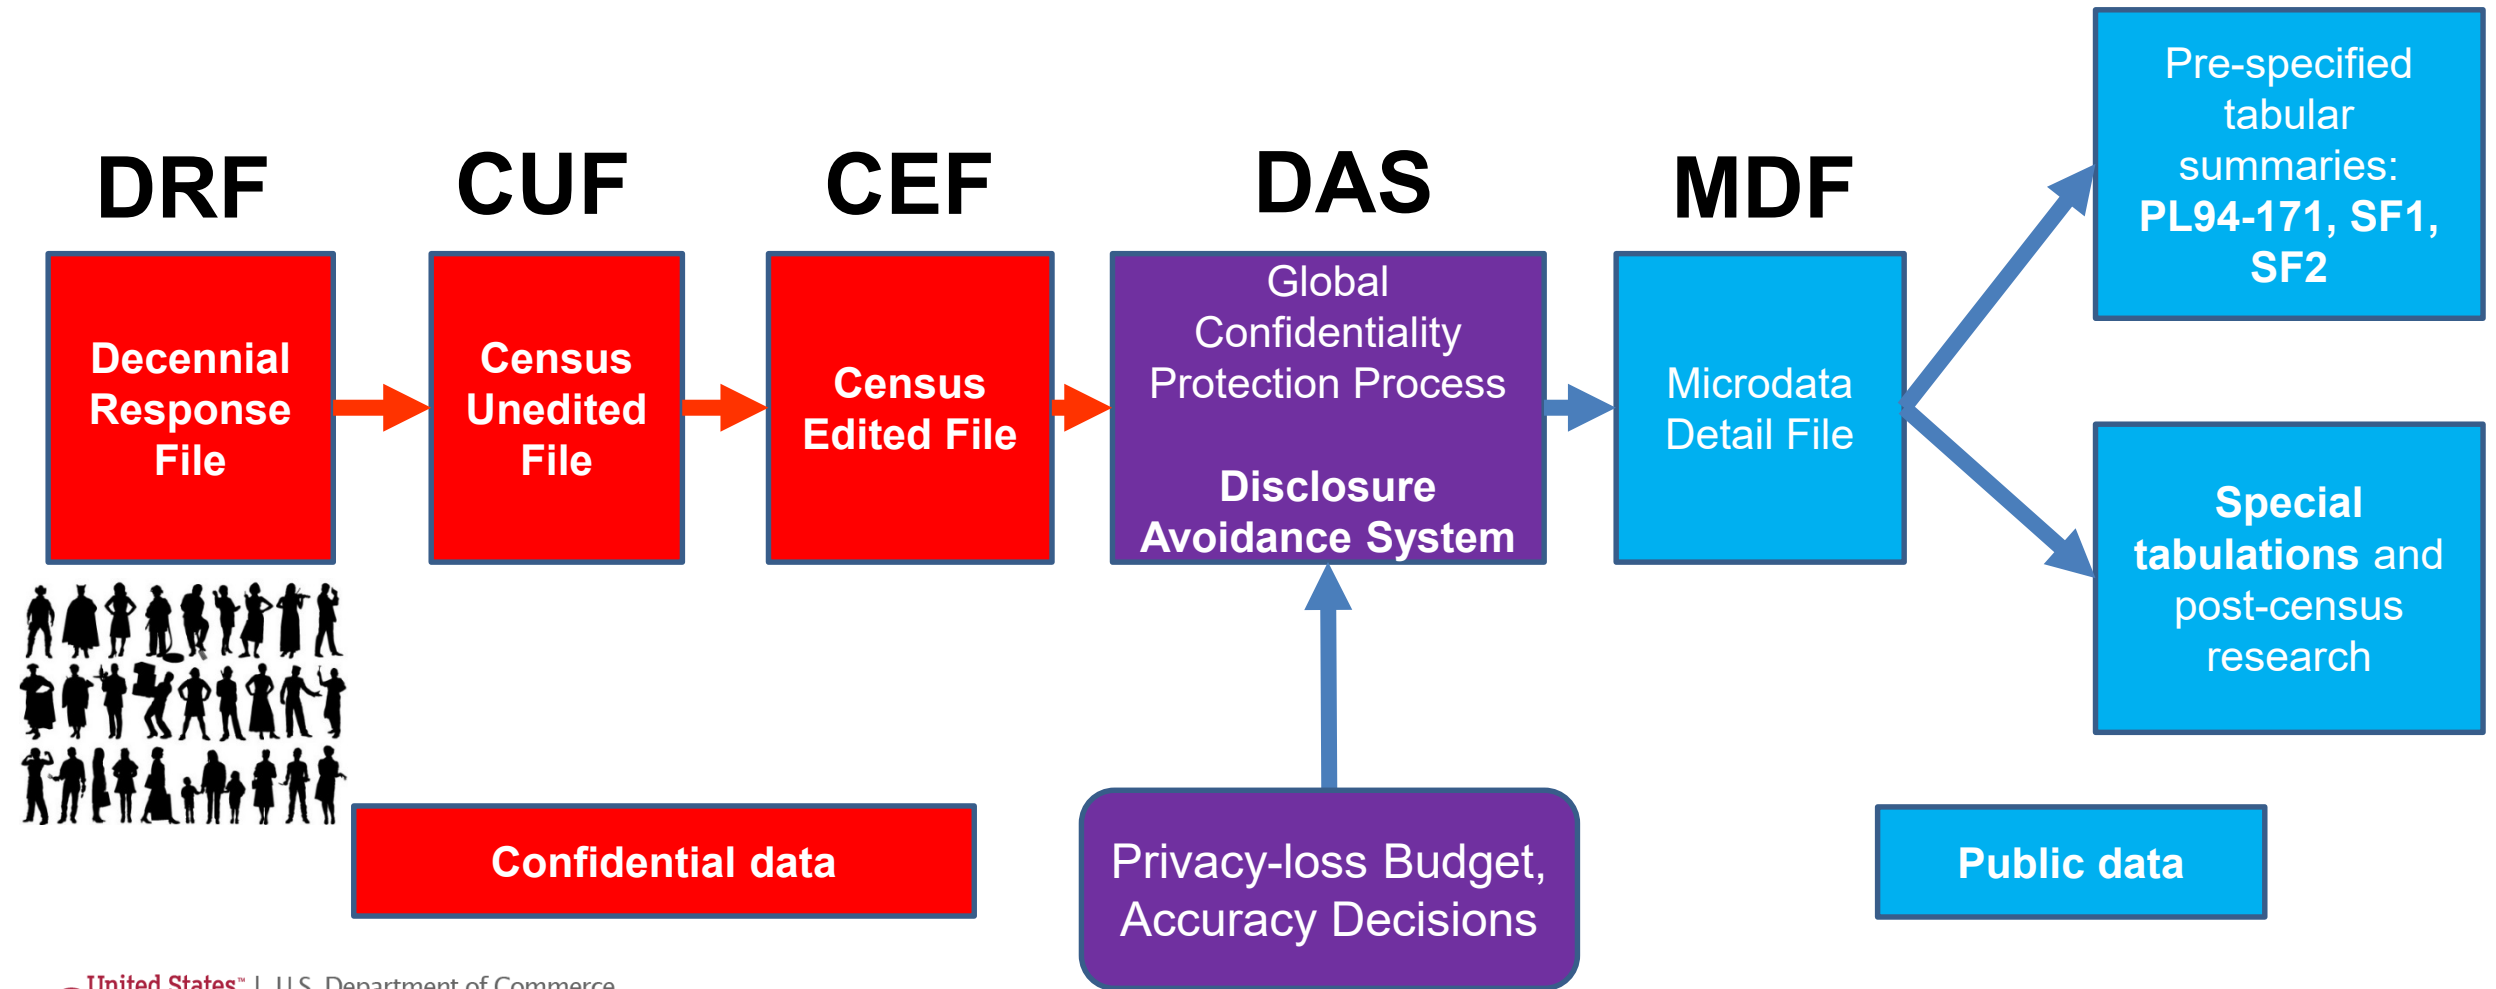 DRF
CUF
CEF
DAS
MDF
Decennial
Response
File
Census
Unedited
File
Census
Edited File
Global
Confidentiality
Protection Process
Disclosure
Avoidance System
Microdata
Detail File
Pre-specified
tabular
summaries:
PL94-171, SF1,
SF2
Special
tabulations and
post-census
research
Confidential data
Privacy-loss Budget,
Accuracy Decisions
Public data
United States™ | U.S. Department of Commerce